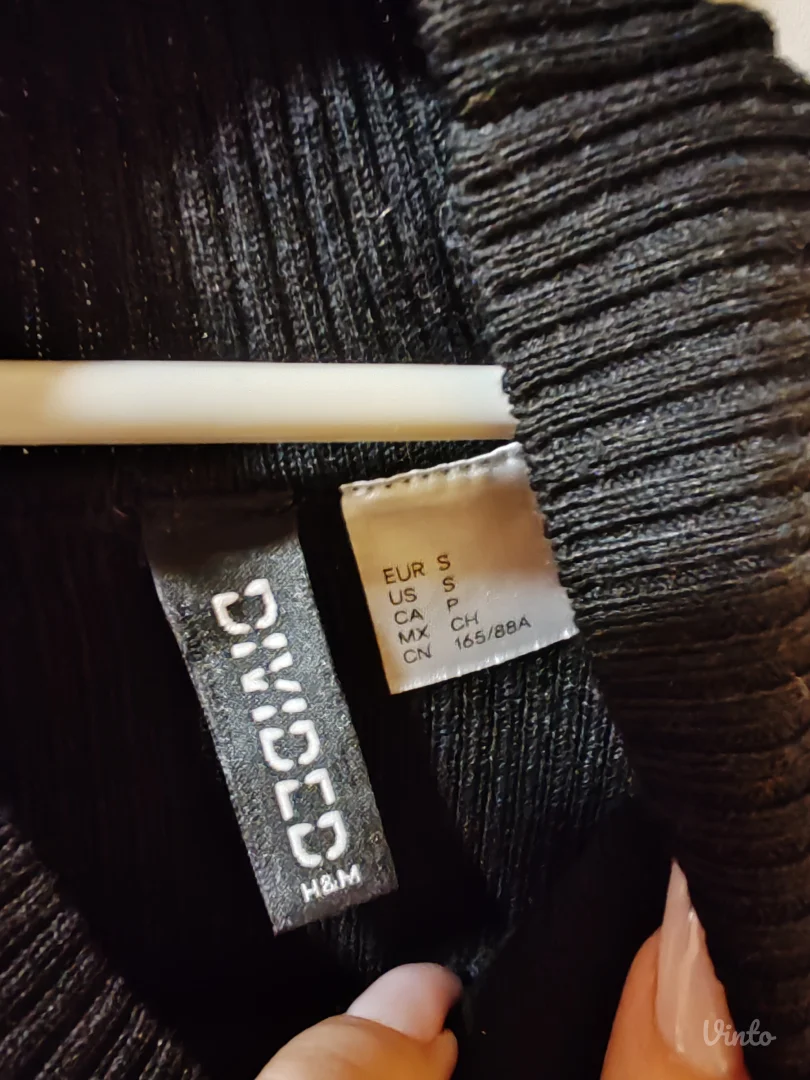 DIVIDED
H&M
EUR S
US S
CA P
MX CH
CN 165/88A
Vinto